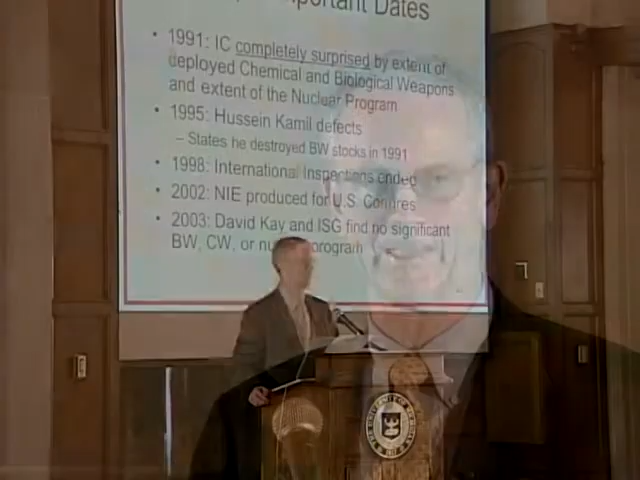 Important Dates
• 1991: IC completely surprised by extent of
deployed Chemical and Biological Weapons
and extent of the Nuclear Program
• 1995: Hussein Kamil defects
– States he destroyed BW stocks in 1991
• 1998: International Inspections ended
• 2002: NIE produced for U.S. Congress
• 2003: David Kay and ISG find no significant
BW, CW, or program